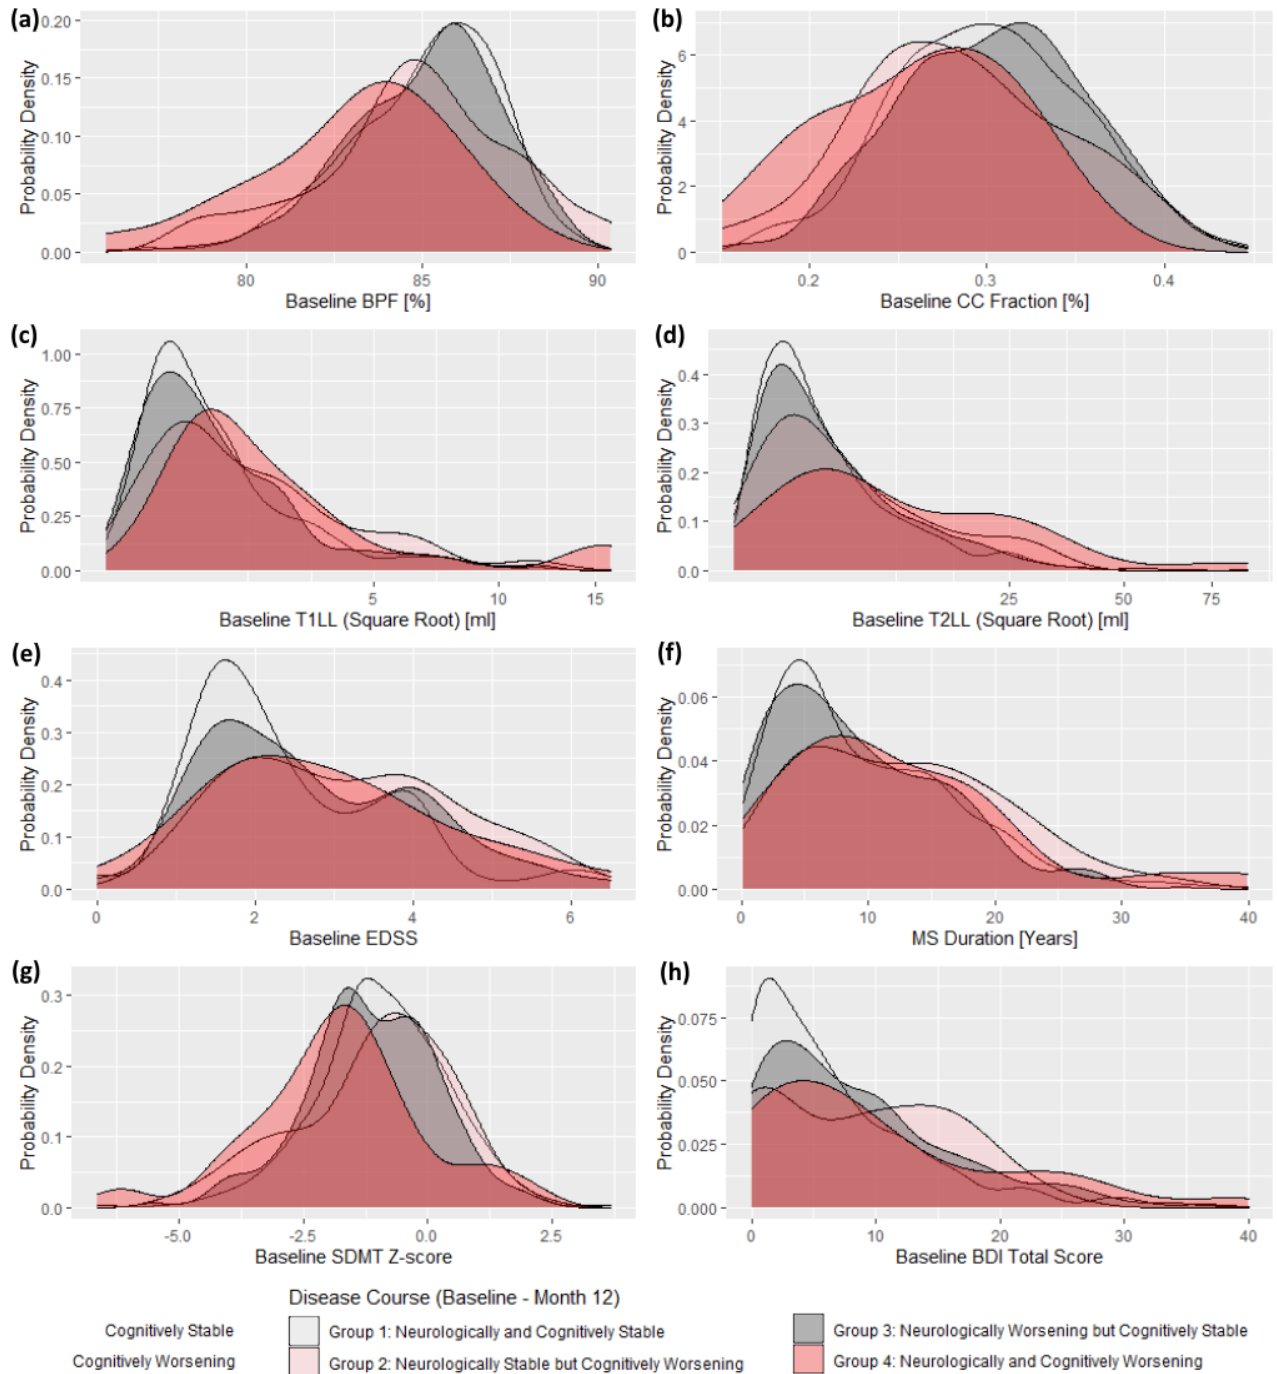 (a)
Probability Density
0.20
0.15
0.10
0.05
0.00
80 85 90
Baseline BPF [%]
(b)
Probability Density
6
4
2
0
0.2 0.3 0.4
Baseline CC Fraction [%]
(c)
Probability Density
1.00
0.75
0.50
0.25
0.00
5 10 15
Baseline T1LL (Square Root) [ml]
(d)
Probability Density
0.4
0.3
0.2
0.1
0.0
25 50 75
Baseline T2LL (Square Root) [ml]
(e)
Probability Density
0.4
0.3
0.2
0.1
0.0
0 2 4 6
Baseline EDSS
(f)
Probability Density
0.06
0.04
0.02
0.00
0 10 20 30 40
MS Duration [Years]
(g)
Probability Density
0.3
0.2
0.1
0.0
-5.0 -2.5 0.0 2.5
Baseline SDMT Z-score
(h)
Probability Density
0.075
0.050
0.025
0.000
0 10 20 30 40
Baseline BDI Total Score
Disease Course (Baseline - Month 12)
Cognitively Stable
Group 1: Neurologically and Cognitively Stable
Group 3: Neurologically Worsening but Cognitively Stable
Cognitively Worsening
Group 2: Neurologically Stable but Cognitively Worsening
Group 4: Neurologically and Cognitively Worsening